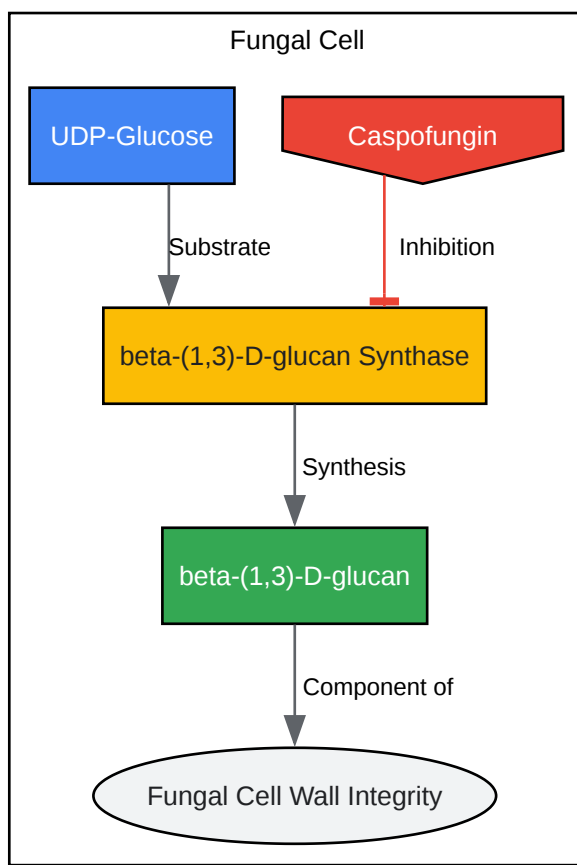 Fungal Cell
UDP-Glucose
Caspofungin
Substrate
Inhibition
beta-(1,3)-D-glucan Synthase
Synthesis
beta-(1,3)-D-glucan
Component of
Fungal Cell Wall Integrity